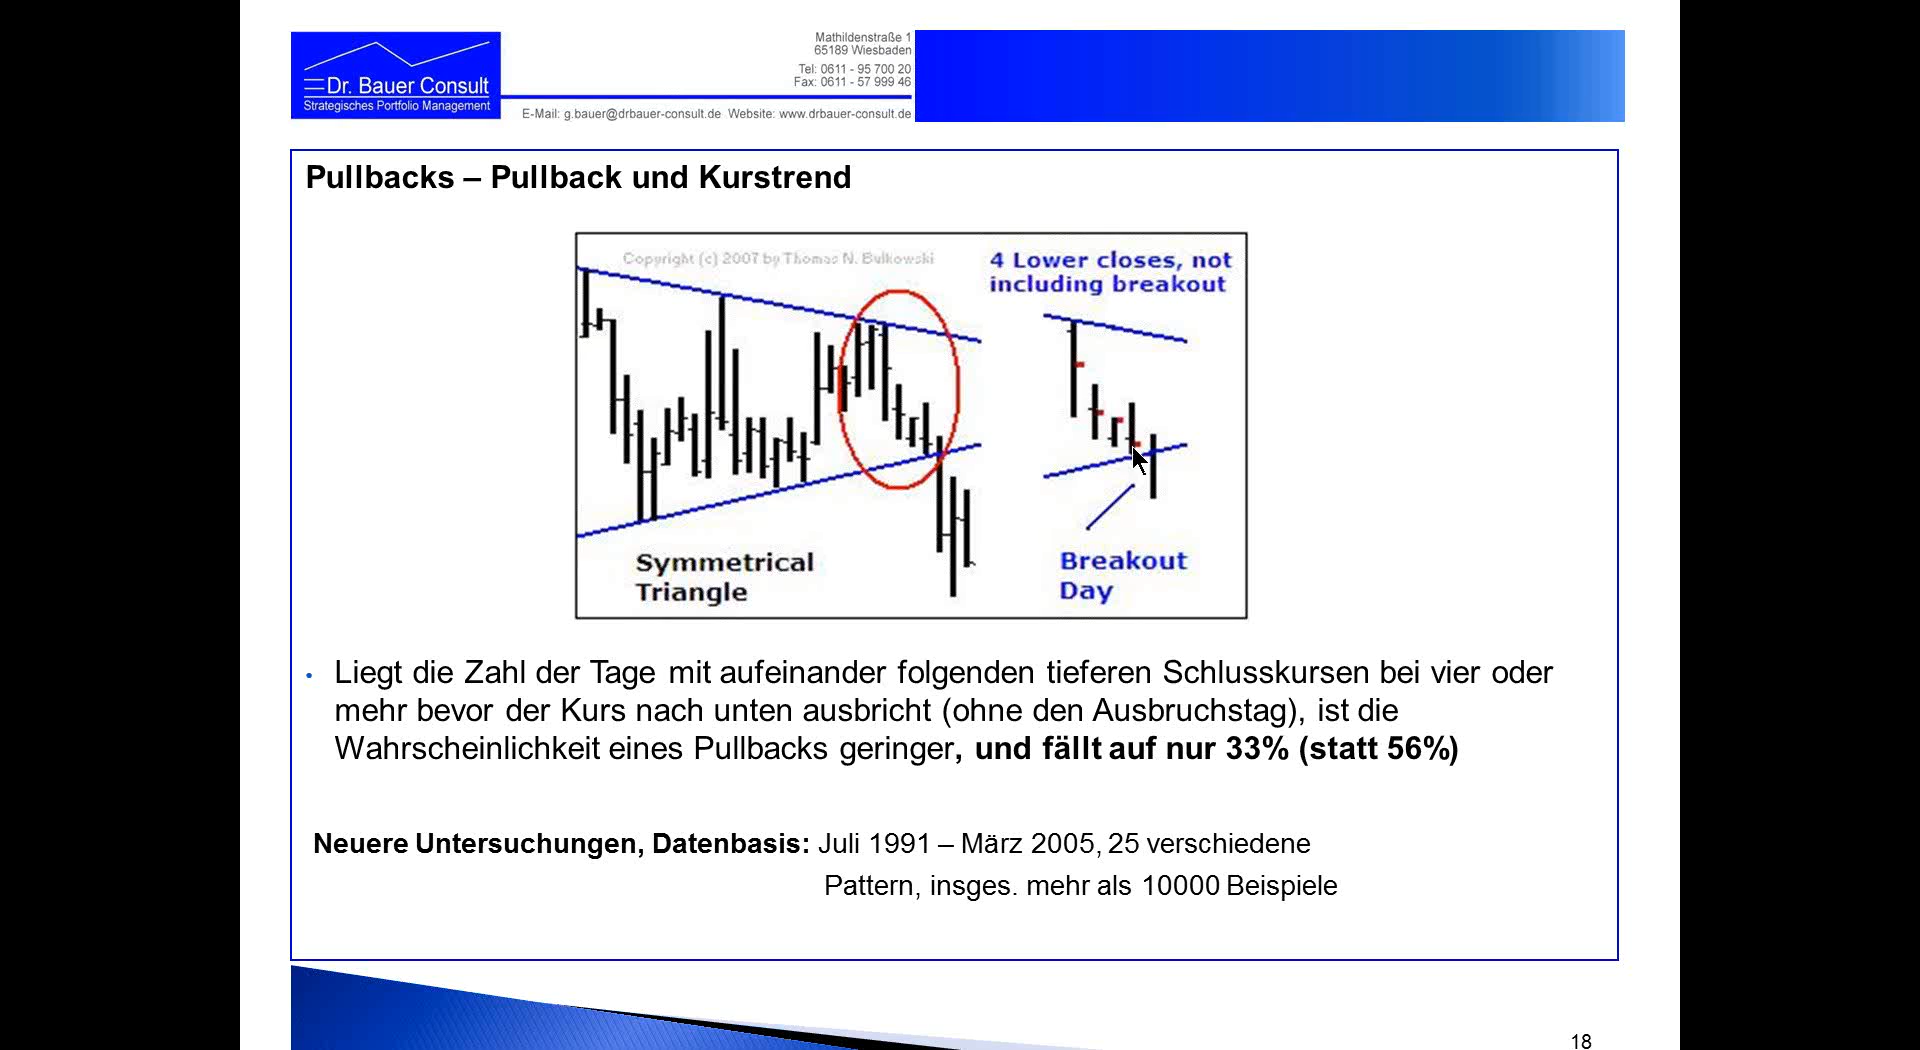 Mathildenstraße 1
65189 Wiesbaden
Tel: 0611 - 95 700 20
Fax: 0611 - 57 999 46
Dr. Bauer Consult
Strategisches Portfolio Management
E-Mail: g.bauer@drbauer-consult.de Website: www.drbauer-consult.de
Pullbacks – Pullback und Kurstrend
Copyright (c) 2007 by Thomas N. Bulkowski
4 Lower closes, not
including breakout
Symmetrical
Triangle
Breakout
Day
• Liegt die Zahl der Tage mit aufeinander folgenden tieferen Schlusskursen bei vier oder
mehr bevor der Kurs nach unten ausbricht (ohne den Ausbruchstag), ist die
Wahrscheinlichkeit eines Pullbacks geringer, und fällt auf nur 33% (statt 56%)
Neuere Untersuchungen, Datenbasis: Juli 1991 – März 2005, 25 verschiedene
Pattern, insges. mehr als 10000 Beispiele
18